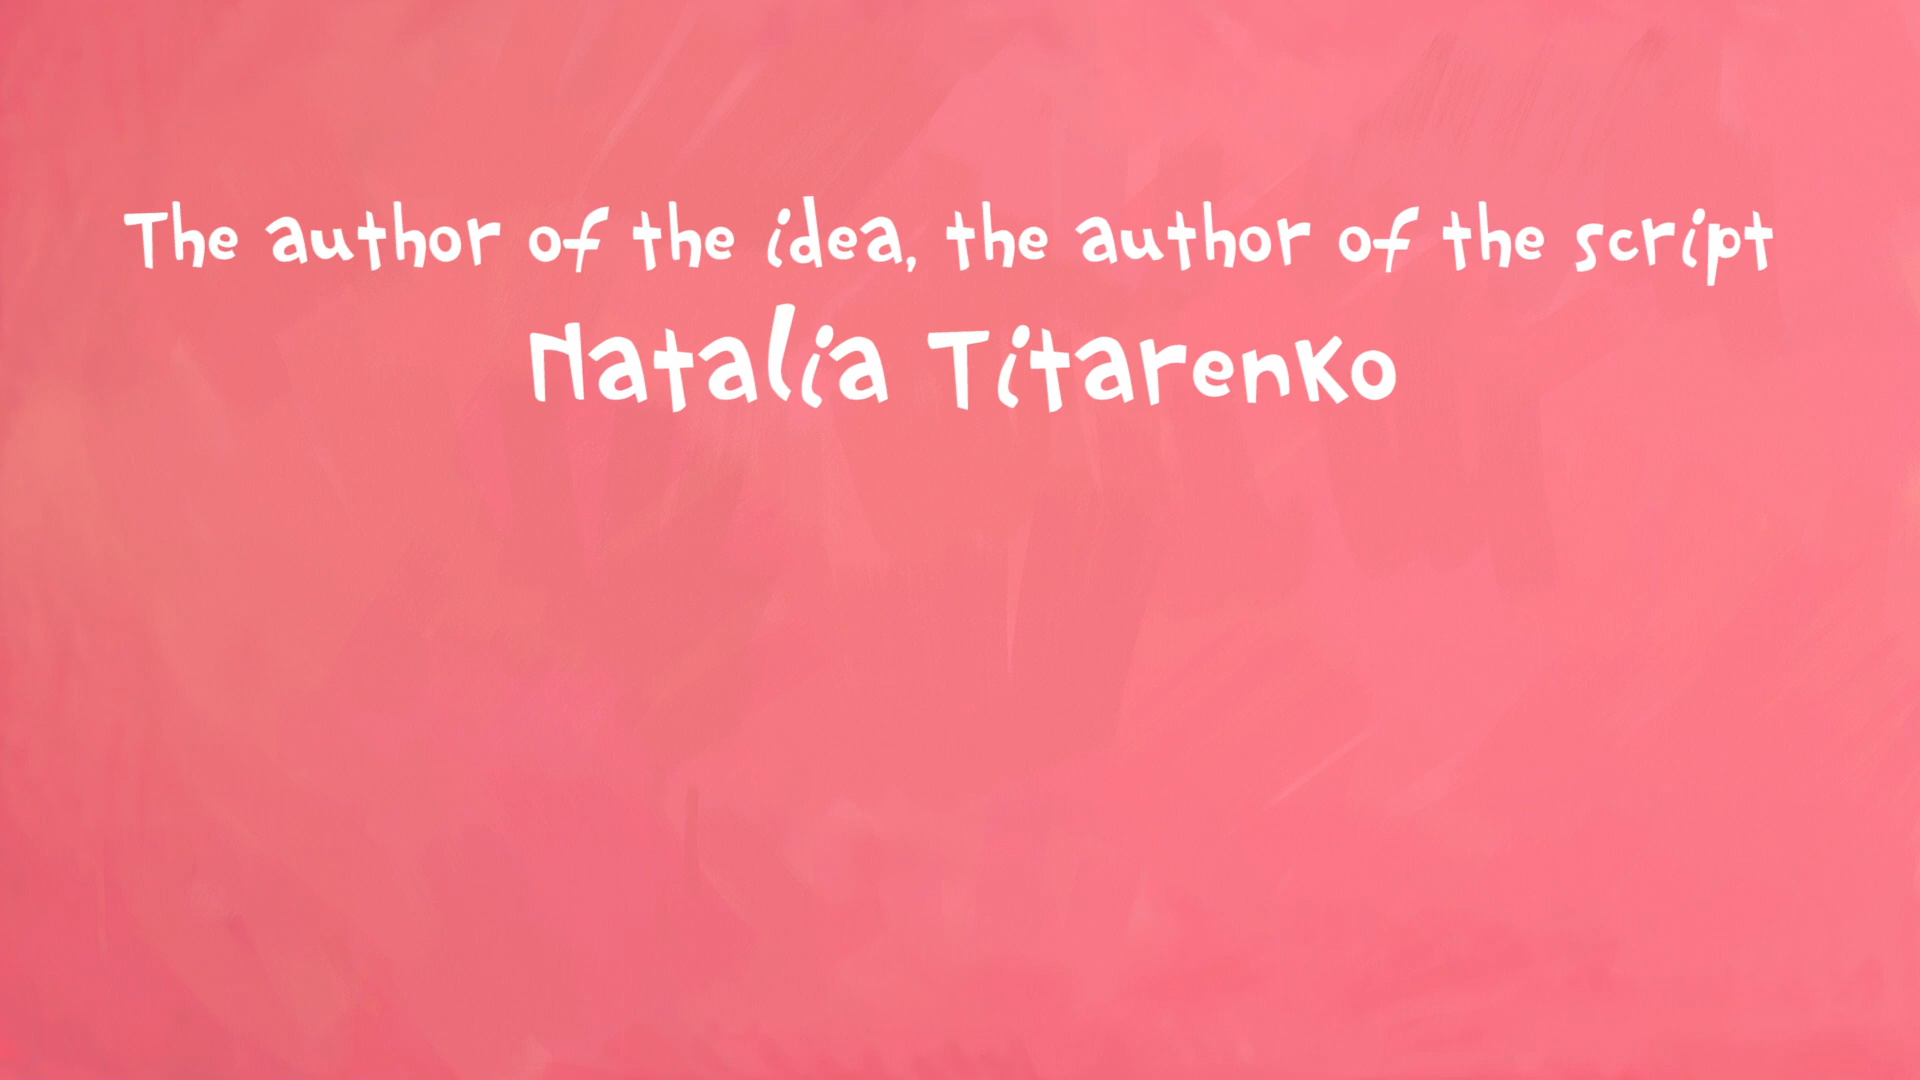 The author of the idea, the author of the script
Natalia Titarenko